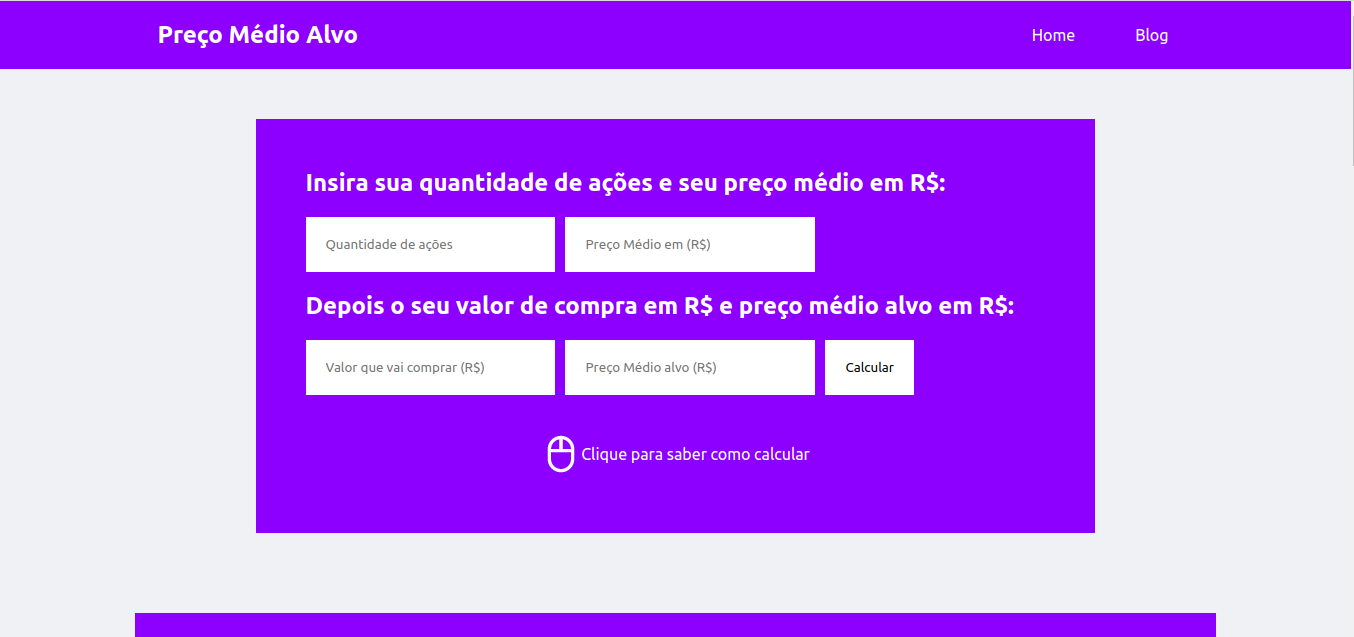 Preço Médio Alvo
Home
Blog
Insira sua quantidade de ações e seu preço médio em R$:
Quantidade de ações
Preço Médio em (R$)
Depois o seu valor de compra em R$ e preço médio alvo em R$:
Valor que vai comprar (R$)
Preço Médio alvo (R$)
Calcular
Clique para saber como calcular